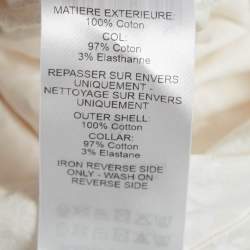 MATIERE EXTERIEURE:
100% Coton
COL:
97% Coton
3% Elasthanne
REPASSER SUR ENVERS
UNIQUEMENT -
NETTOYAGE SUR ENVERS
UNIQUEMENT
OUTER SHELL:
100% Cotton
COLLAR:
97% Cotton
3% Elastane
IRON REVERSE SIDE
ONLY - WASH ON
REVERSE SIDE